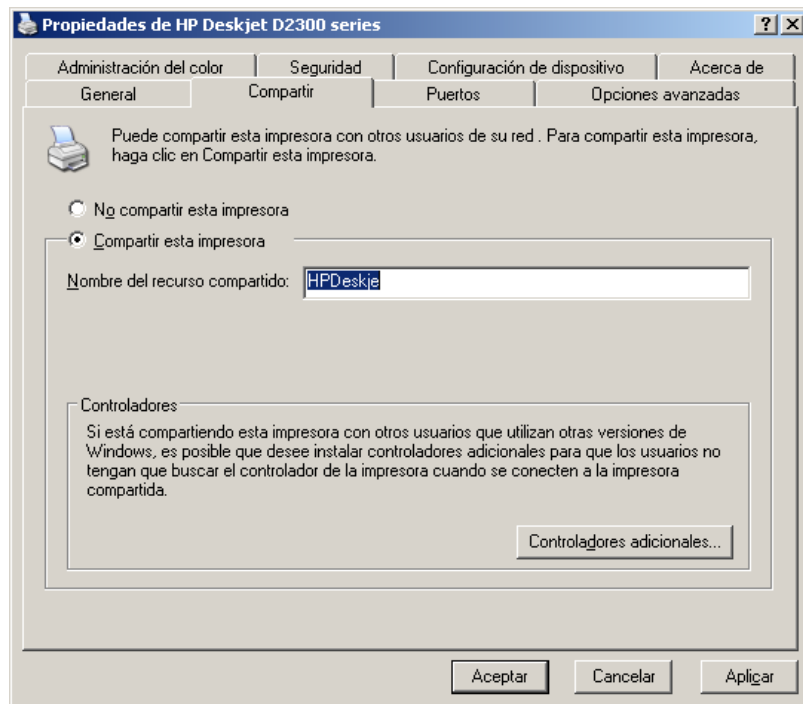 Propiedades de HP Deskjet D2300 series
Administración del color
Seguridad
Configuración de dispositivo
Acerca de
General
Compartir
Puertos
Opciones avanzadas
Puede compartir esta impresora con otros usuarios de su red . Para compartir esta impresora,
haga clic en Compartir esta impresora.
No compartir esta impresora
Compartir esta impresora
Nombre del recurso compartido: HPDeskje
Controladores
Si está compartiendo esta impresora con otros usuarios que utilizan otras versiones de
Windows, es posible que desee instalar controladores adicionales para que los usuarios no
tengan que buscar el controlador de la impresora cuando se conecten a la impresora
compartida.
Controladores adicionales...
Aceptar
Cancelar
Aplicar